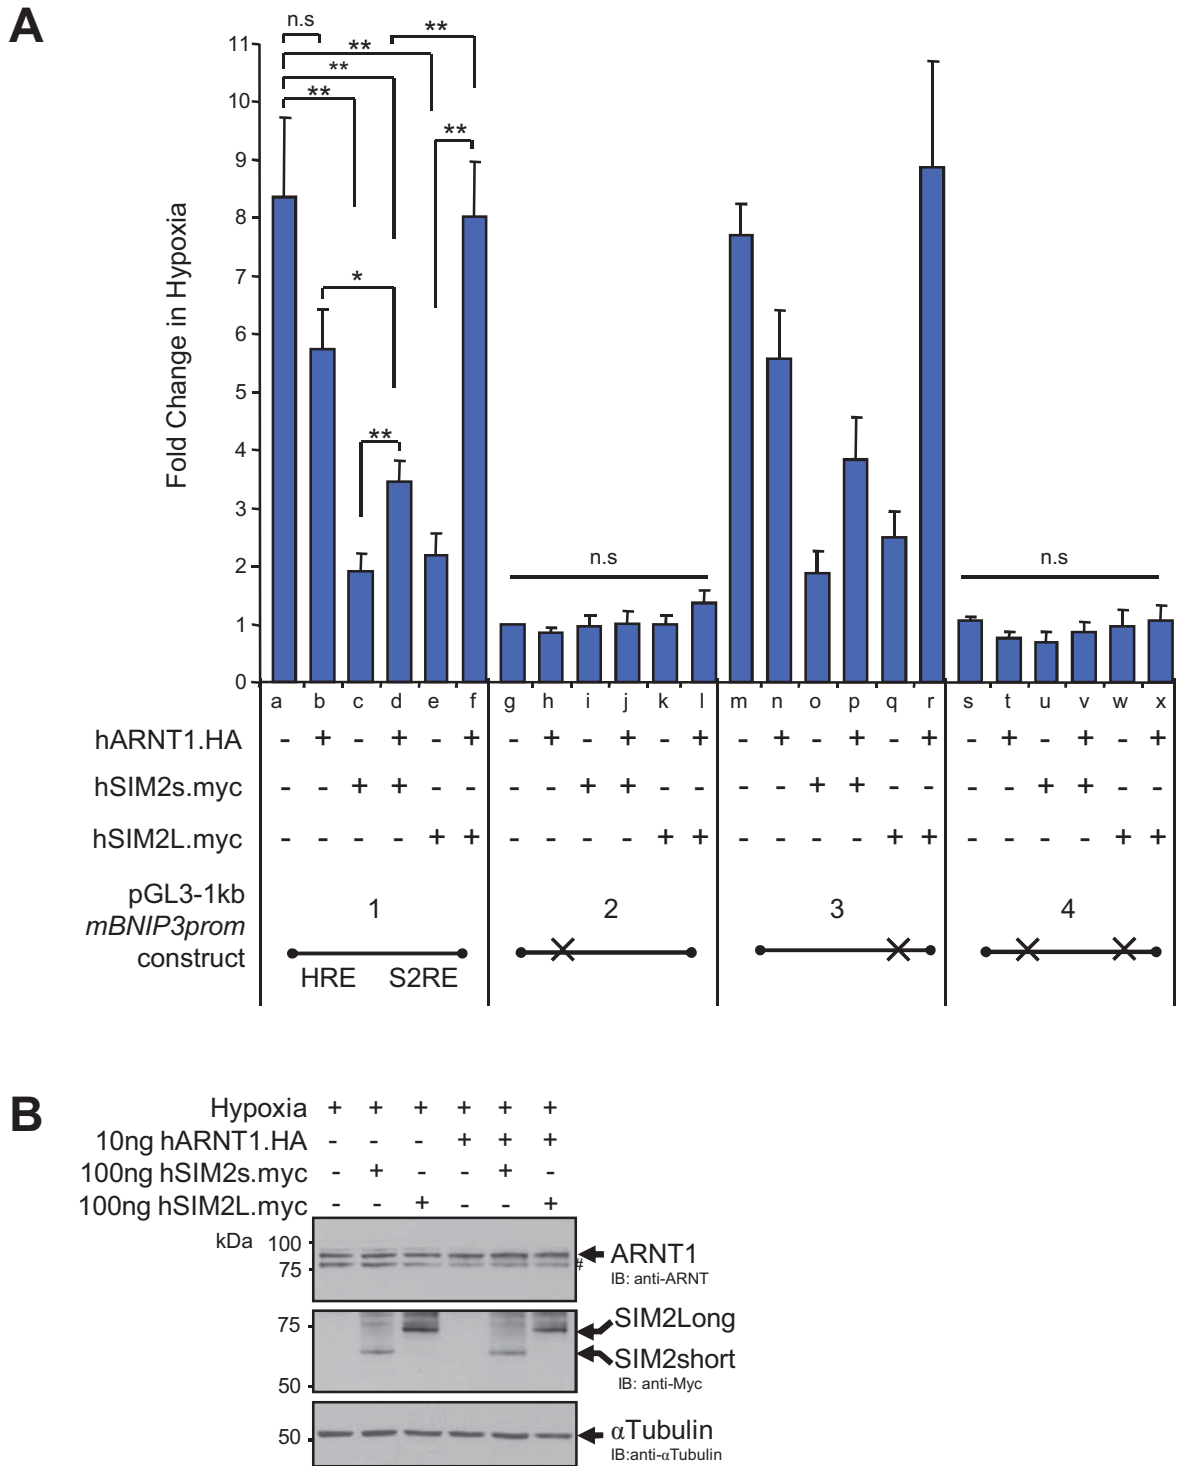 A
n.s
**
**
**
**
**
*
**
11
10
9
8
7
6
5
4
3
2
1
0
Fold Change in Hypoxia
n.s
n.s
a b c d e f g h i j k l m n o p q r s t u v w x
hARNT1.HA - + - + - + - + - + - + - + - + - + - + - + - +
hSIM2s.myc - - + + - - - - + + - - - - + + - - - - + + - -
hSIM2L.myc - - - - + + - - - - + + - - - - + + - - - - + +
pGL3-1kb
mBNIP3prom
construct
1 2 3 4
HRE S2RE
B
Hypoxia + + + + + +
10ng hARNT1.HA - - - + + +
100ng hSIM2s.myc - + - - + -
100ng hSIM2L.myc - - + - - +
kDa
100
75
ARNT1
#
IB: anti-ARNT
75
50
SIM2Long
SIM2short
IB: anti-Myc
50
αTubulin
IB:anti-αTubulin